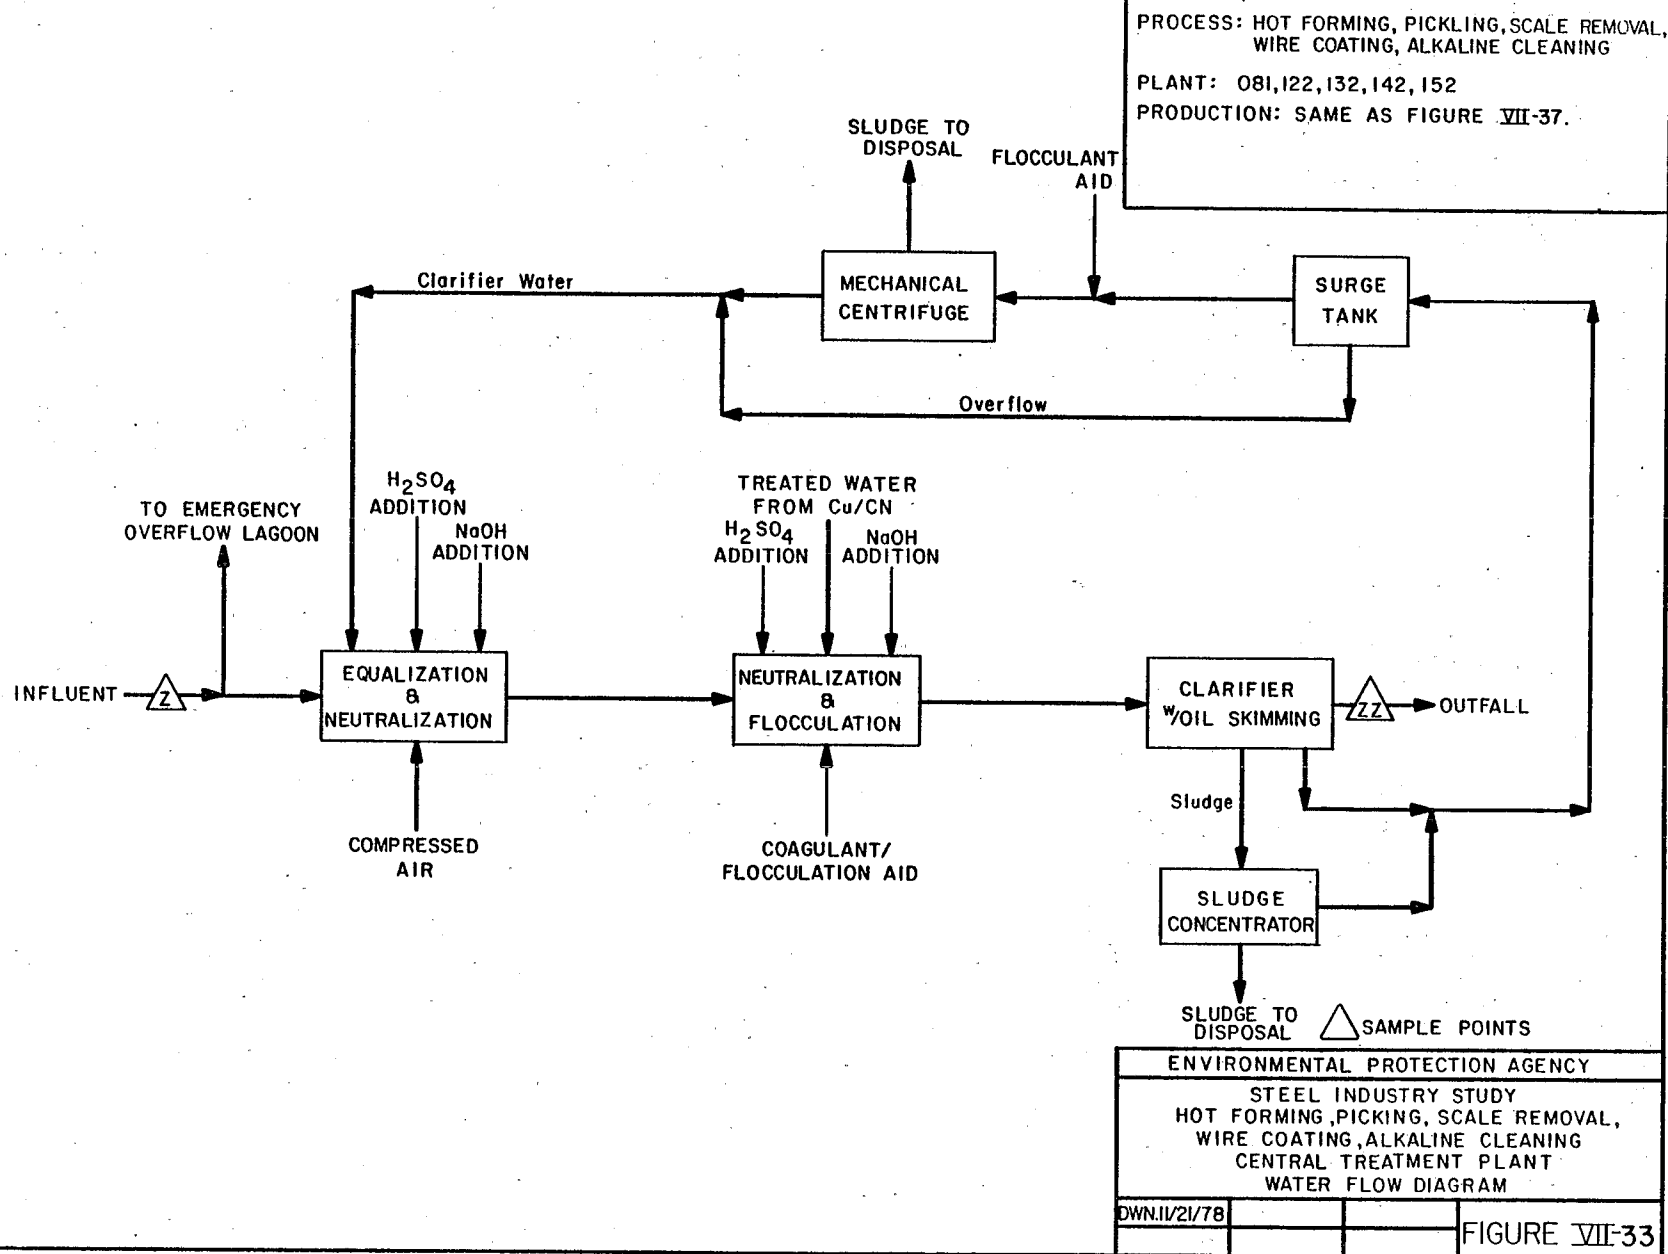 PROCESS: HOT FORMING, PICKLING, SCALE REMOVAL,
WIRE COATING, ALKALINE CLEANING
PLANT: 081, 122, 132, 142, 152
PRODUCTION: SAME AS FIGURE VII-37.
SLUDGE TO
DISPOSAL
FLOCCULANT
AID
Clarifier Water
MECHANICAL
CENTRIFUGE
SURGE
TANK
Overflow
TO EMERGENCY
OVERFLOW LAGOON
H2SO4
ADDITION
NaOH
ADDITION
TREATED WATER
FROM Cu/CN
H2SO4
ADDITION
NaOH
ADDITION
INFLUENT
Z
EQUALIZATION
&
NEUTRALIZATION
NEUTRALIZATION
&
FLOCCULATION
CLARIFIER
W/OIL SKIMMING
ZZ
OUTFALL
Sludge
COMPRESSED
AIR
COAGULANT/
FLOCCULATION AID
SLUDGE
CONCENTRATOR
SLUDGE TO
DISPOSAL
SAMPLE POINTS
ENVIRONMENTAL PROTECTION AGENCY
STEEL INDUSTRY STUDY
HOT FORMING, PICKING, SCALE REMOVAL,
WIRE COATING, ALKALINE CLEANING
CENTRAL TREATMENT PLANT
WATER FLOW DIAGRAM
DWN.11/21/78
FIGURE VII-33